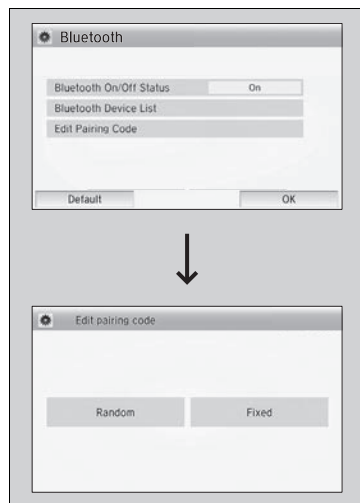 Bluetooth
Bluetooth On/Off Status On
Bluetooth Device List
Edit Pairing Code
Default OK
Edit pairing code
Random Fixed